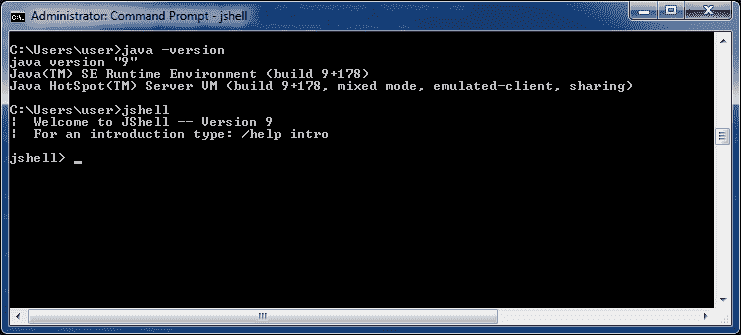 Administrator: Command Prompt - jshell
C:\Users\user>java -version
java version "9"
Java(TM) SE Runtime Environment (build 9+178)
Java HotSpot(TM) Server VM (build 9+178, mixed mode, emulated-client, sharing)
C:\Users\user>jshell
|  Welcome to JShell -- Version 9
|  For an introduction type: /help intro
jshell> _